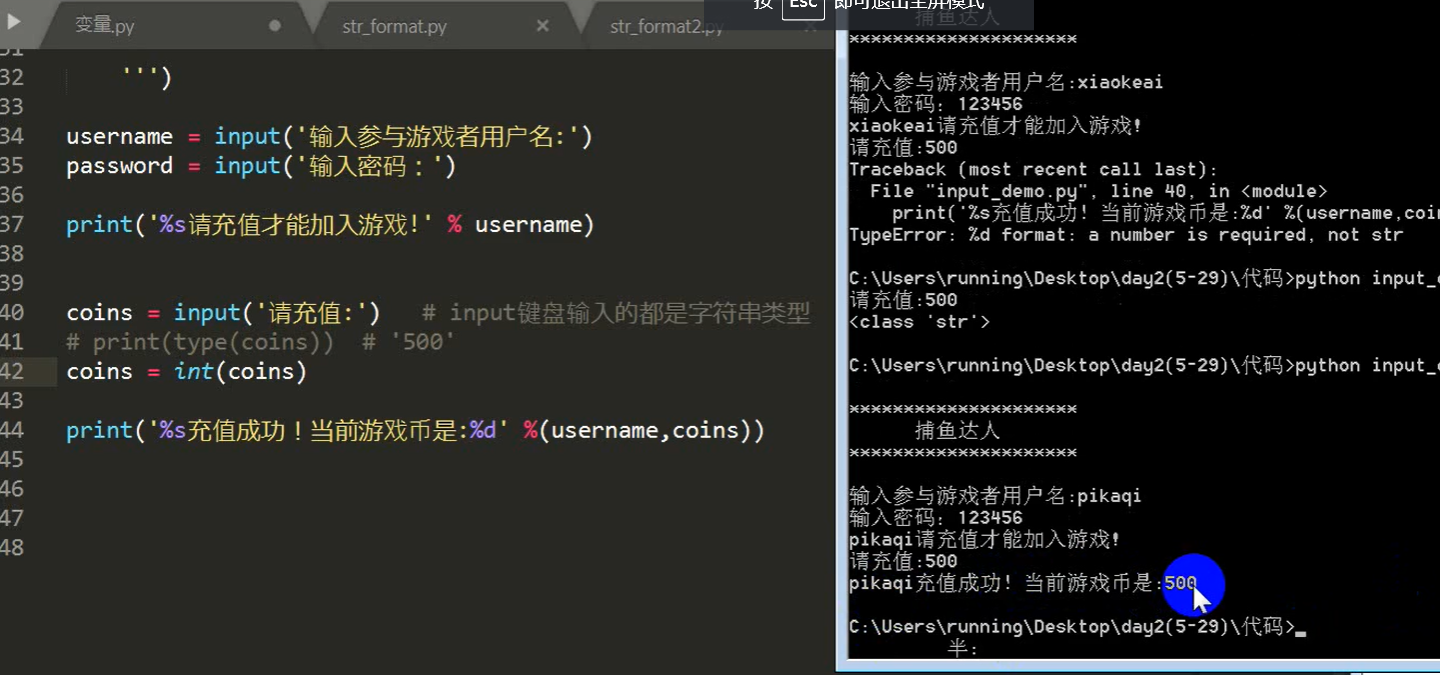 变量.py
str_format.py
str_format2.py
按 Esc 即可退出全屏模式
32 ''')
33
34 username = input('输入参与游戏者用户名:')
35 password = input('输入密码：')
36
37 print('%s请充值才能加入游戏!' % username)
38
39
40 coins = input('请充值:') # input键盘输入的都是字符串类型
41 # print(type(coins)) # '500'
42 coins = int(coins)
43
44 print('%s充值成功！当前游戏币是:%d' %(username,coins))
45
46
47
48
捕鱼达人
*********************
输入参与游戏者用户名:xiaokeai
输入密码：123456
xiaokeai请充值才能加入游戏!
请充值:500
Traceback (most recent call last):
File "input_demo.py", line 40, in <module>
print('%s充值成功！当前游戏币是:%d' %(username,coin
TypeError: %d format: a number is required, not str
C:\Users\running\Desktop\day2(5-29)\代码>python input_
请充值:500
<class 'str'>
C:\Users\running\Desktop\day2(5-29)\代码>python input_
*********************
捕鱼达人
*********************
输入参与游戏者用户名:pikaqi
输入密码：123456
pikaqi请充值才能加入游戏!
请充值:500
pikaqi充值成功！当前游戏币是:500
C:\Users\running\Desktop\day2(5-29)\代码>_
半: